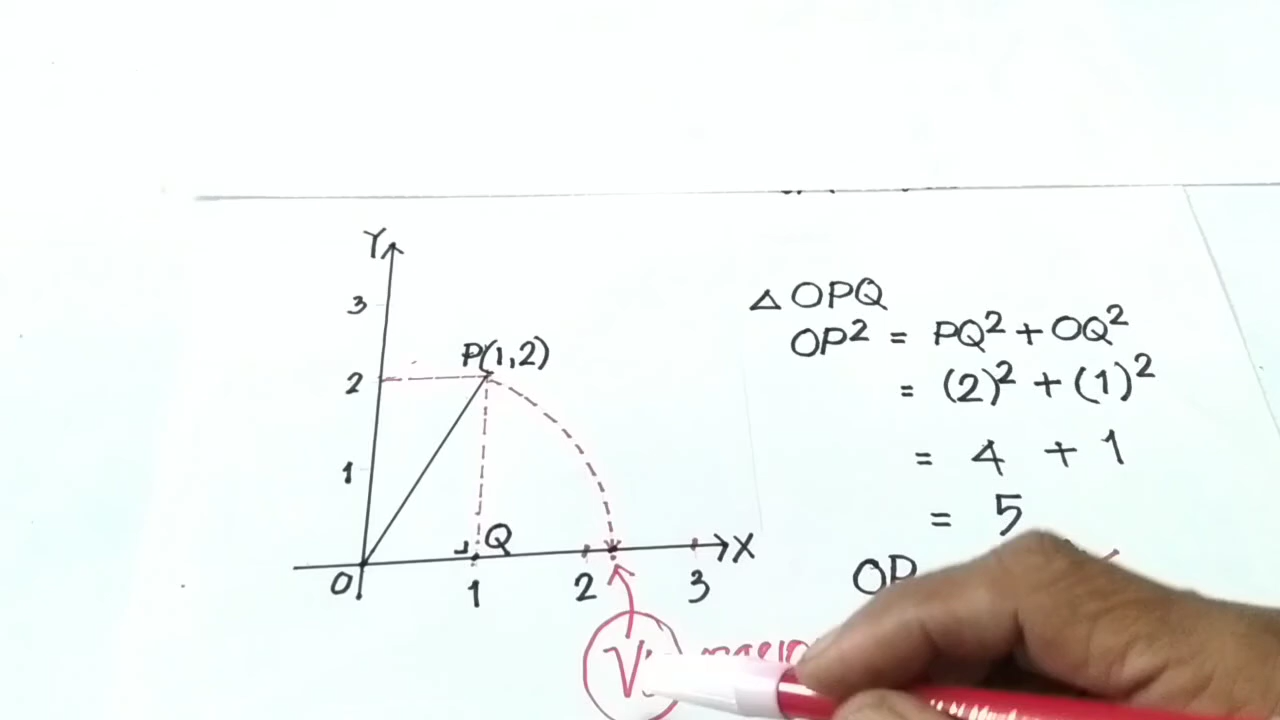 Y
3
P(1,2)
2
1
Q
X
O
1
2
3
△ OPQ
OP² = PQ² + OQ²
= (2)² + (1)²
= 4 + 1
= 5
OP